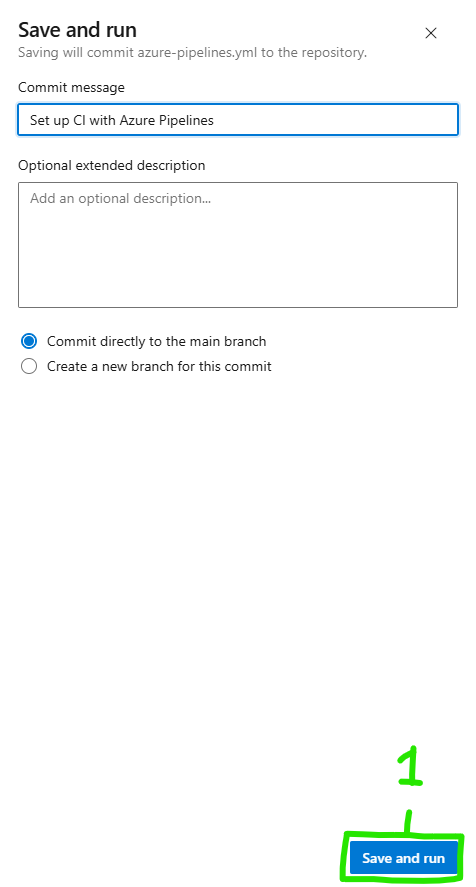 Save and run
Saving will commit azure-pipelines.yml to the repository.
Commit message
Set up CI with Azure Pipelines
Optional extended description
Add an optional description...
Commit directly to the main branch
Create a new branch for this commit
1
Save and run